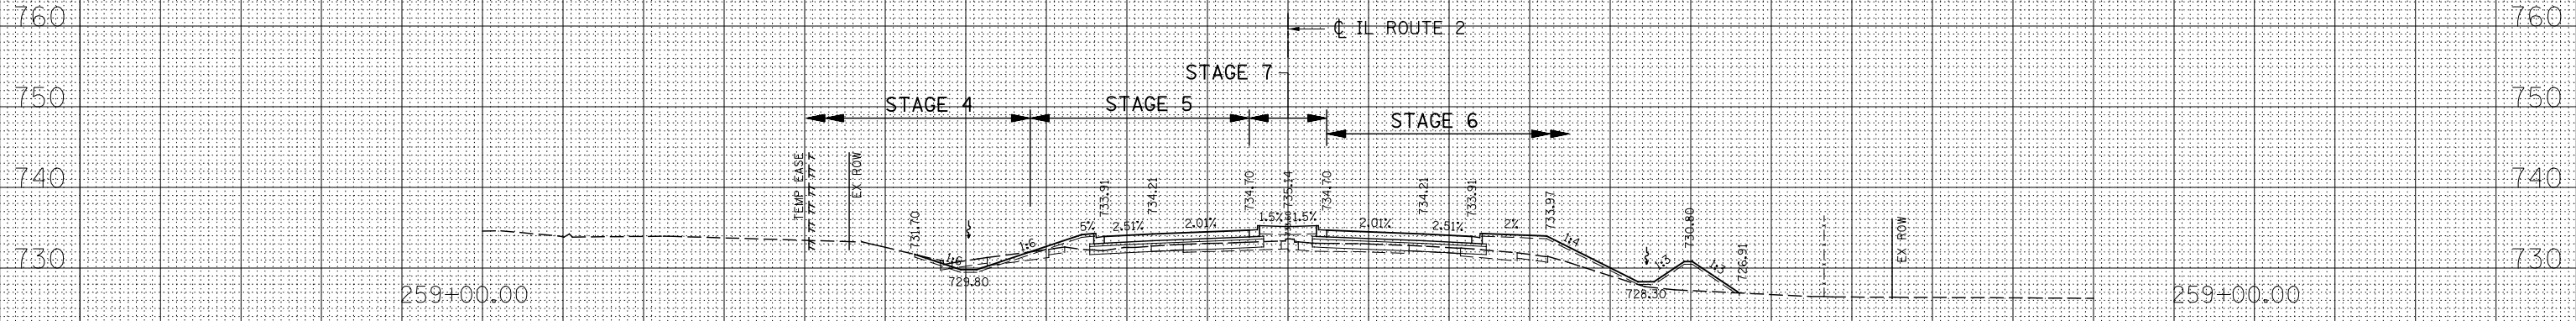 760 760
℄ IL ROUTE 2
STAGE 7
750 750
STAGE 4 STAGE 5
STAGE 6
TEMP EASE EX ROW
740 740
731.70 733.91 734.21 734.70 735.14 734.70 734.21 733.91 733.97 730.80 726.91 EX ROW
5% 2.51% 2.01% 1.5% 1.5% 2.01% 2.51% 2%
1:6 1:6 1:4 1:3 1:3
730 730
729.80 728.30
259+00.00 259+00.00